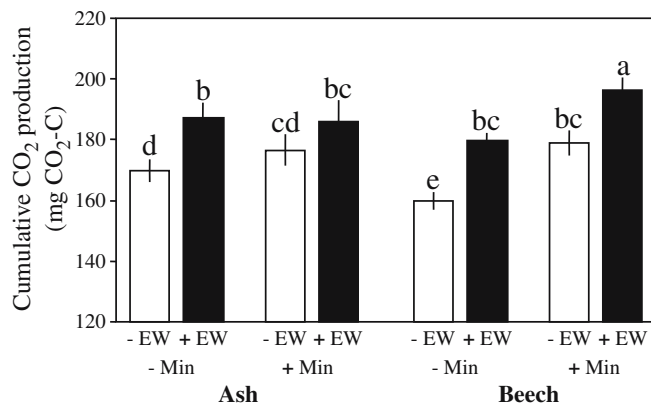 Cumulative CO₂ production
(mg CO₂-C)
220
200
180
160
140
120
d
b
cd
bc
e
bc
bc
a
- EW + EW - EW + EW - EW + EW - EW + EW
- Min + Min - Min + Min
Ash Beech